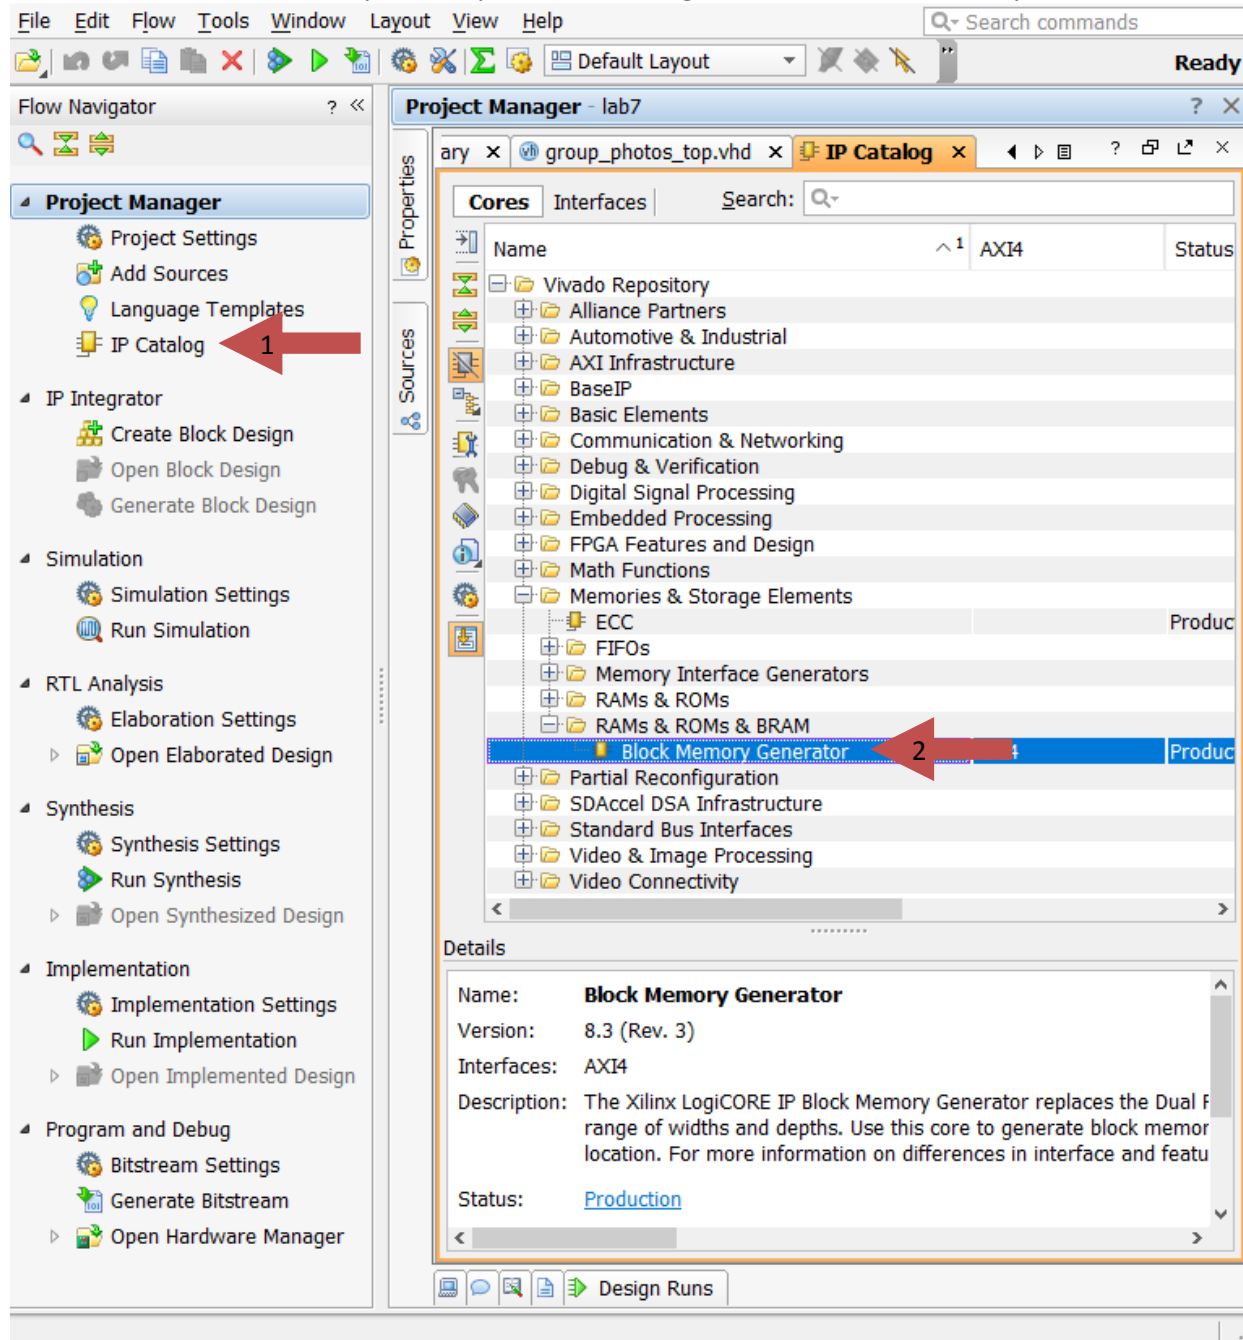 File Edit Flow Tools Window Layout View Help Search commands
Default Layout Ready
Flow Navigator ? «
Project Manager - lab7 ? ×
ary × group_photos_top.vhd × IP Catalog × ?
Properties
Sources
Project Manager
Project Settings
Add Sources
Language Templates
IP Catalog 1
IP Integrator
Create Block Design
Open Block Design
Generate Block Design
Simulation
Simulation Settings
Run Simulation
RTL Analysis
Elaboration Settings
Open Elaborated Design
Synthesis
Synthesis Settings
Run Synthesis
Open Synthesized Design
Implementation
Implementation Settings
Run Implementation
Open Implemented Design
Program and Debug
Bitstream Settings
Generate Bitstream
Open Hardware Manager
Cores Interfaces Search:
Name 1 AXI4 Status
Vivado Repository
Alliance Partners
Automotive & Industrial
AXI Infrastructure
BaseIP
Basic Elements
Communication & Networking
Debug & Verification
Digital Signal Processing
Embedded Processing
FPGA Features and Design
Math Functions
Memories & Storage Elements
ECC Produc
FIFOs
Memory Interface Generators
RAMs & ROMs
RAMs & ROMs & BRAM
Block Memory Generator 2 4 Produc
Partial Reconfiguration
SDAccel DSA Infrastructure
Standard Bus Interfaces
Video & Image Processing
Video Connectivity
Details
Name: Block Memory Generator
Version: 8.3 (Rev. 3)
Interfaces: AXI4
Description: The Xilinx LogiCORE IP Block Memory Generator replaces the Dual
range of widths and depths. Use this core to generate block memor
location. For more information on differences in interface and featu
Status: Production
Design Runs